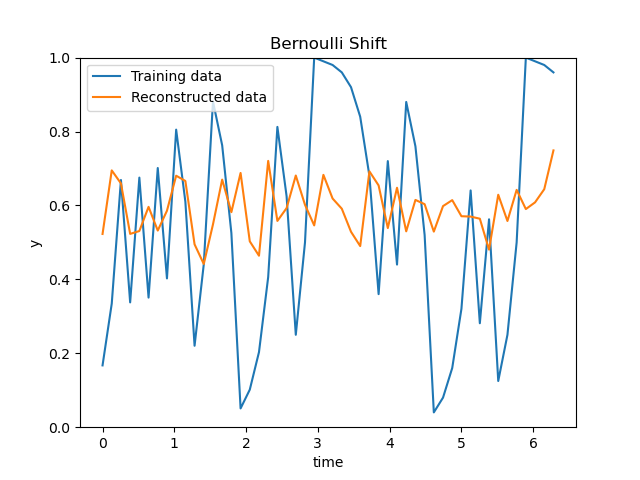 Bernoulli Shift
Training data
Reconstructed data
1.0
0.8
0.6
0.4
0.2
0.0
y
0 1 2 3 4 5 6
time